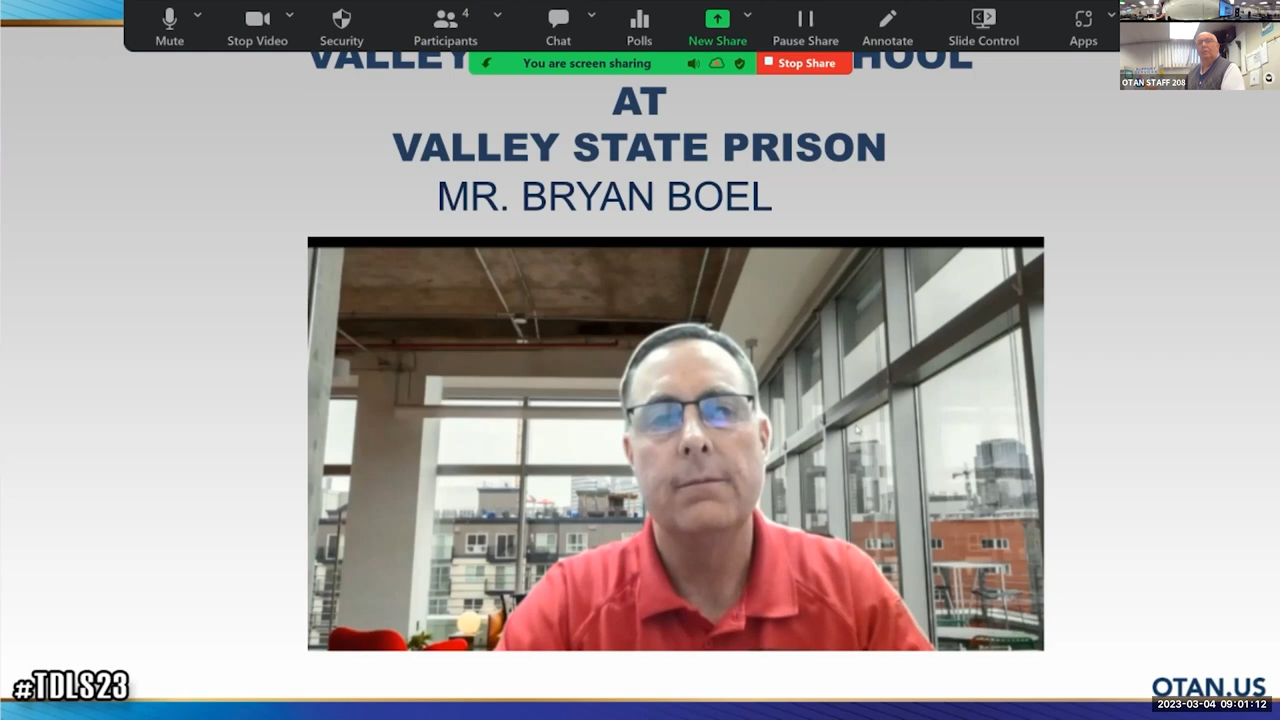 Mute
Stop Video
Security
Participants
4
Chat
Polls
New Share
Pause Share
Annotate
Slide Control
Apps
You are screen sharing
Stop Share
OTAN STAFF 208
VALLEY
AT
VALLEY STATE PRISON
MR. BRYAN BOEL
#TDLS23
OTAN.US
2023-03-04 09:01:12